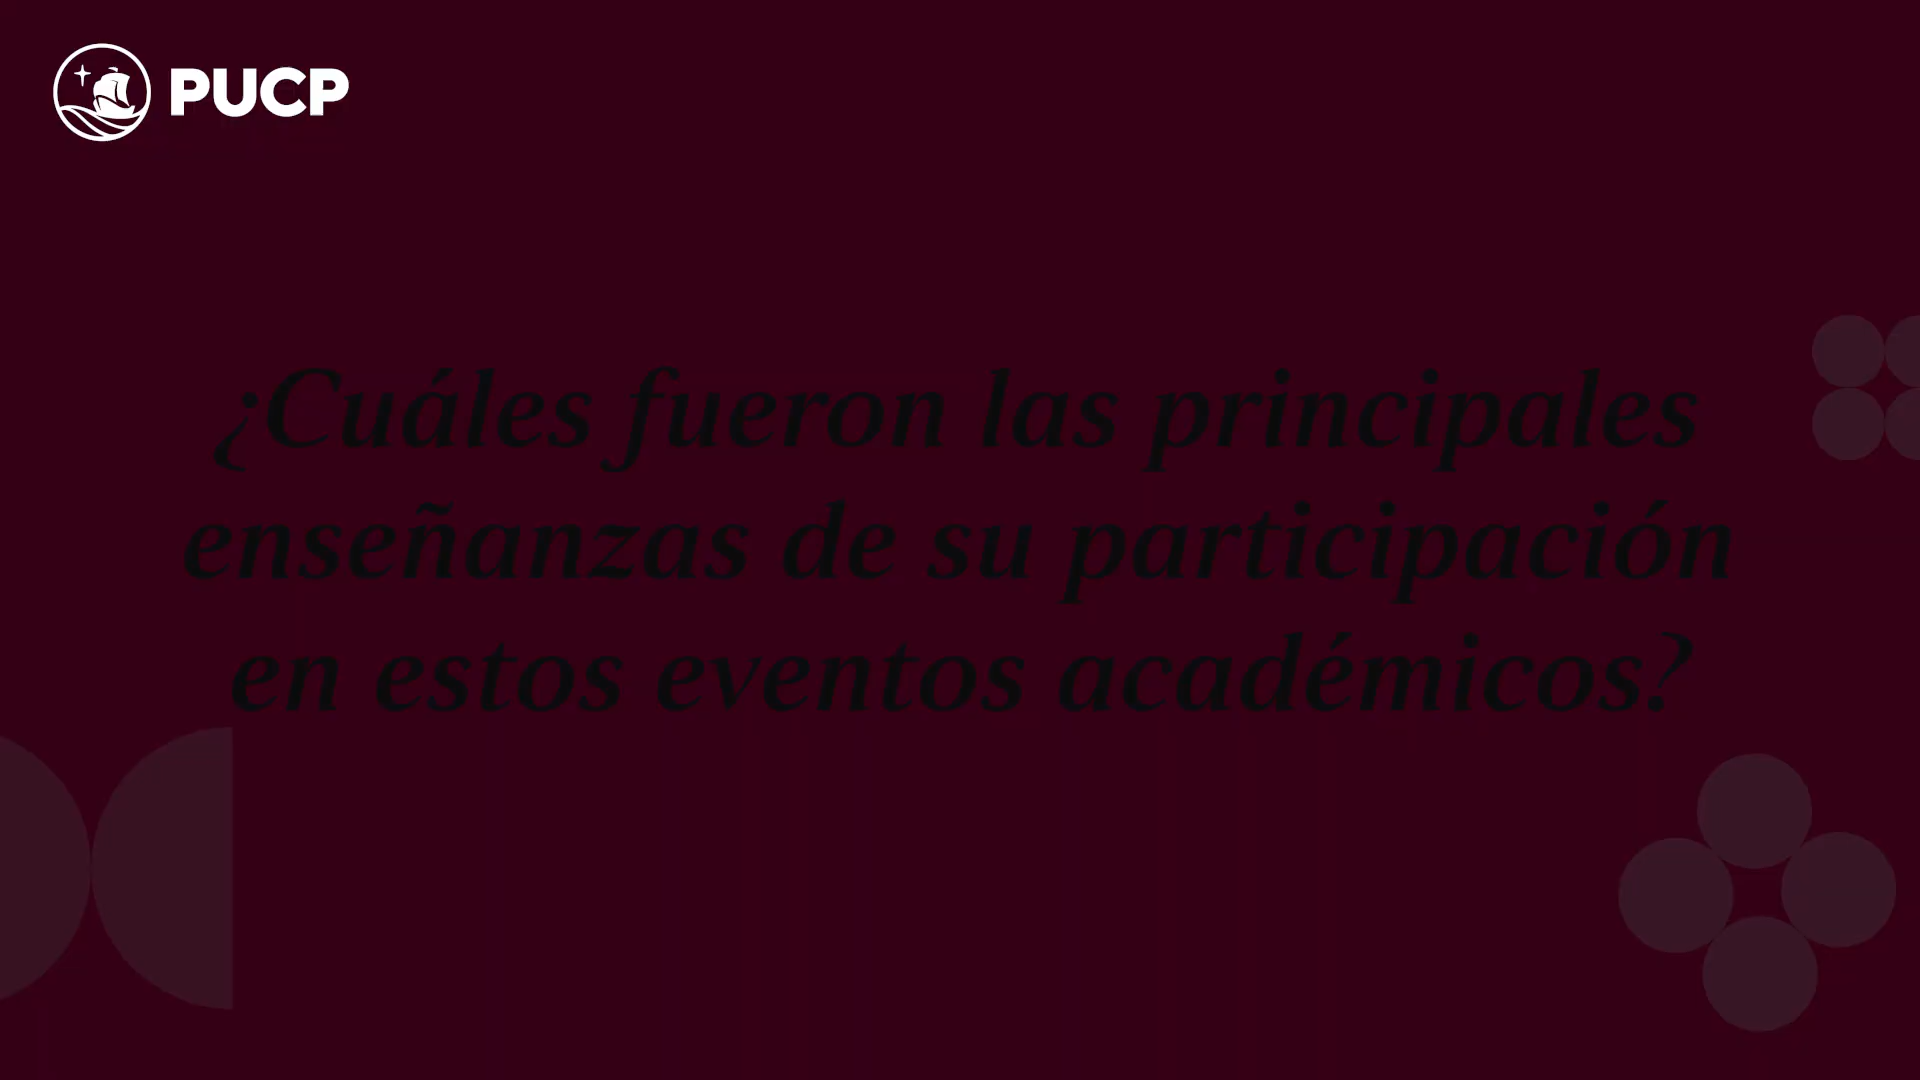 PUCP
¿Cuáles fueron las principales
enseñanzas de su participación
en estos eventos académicos?